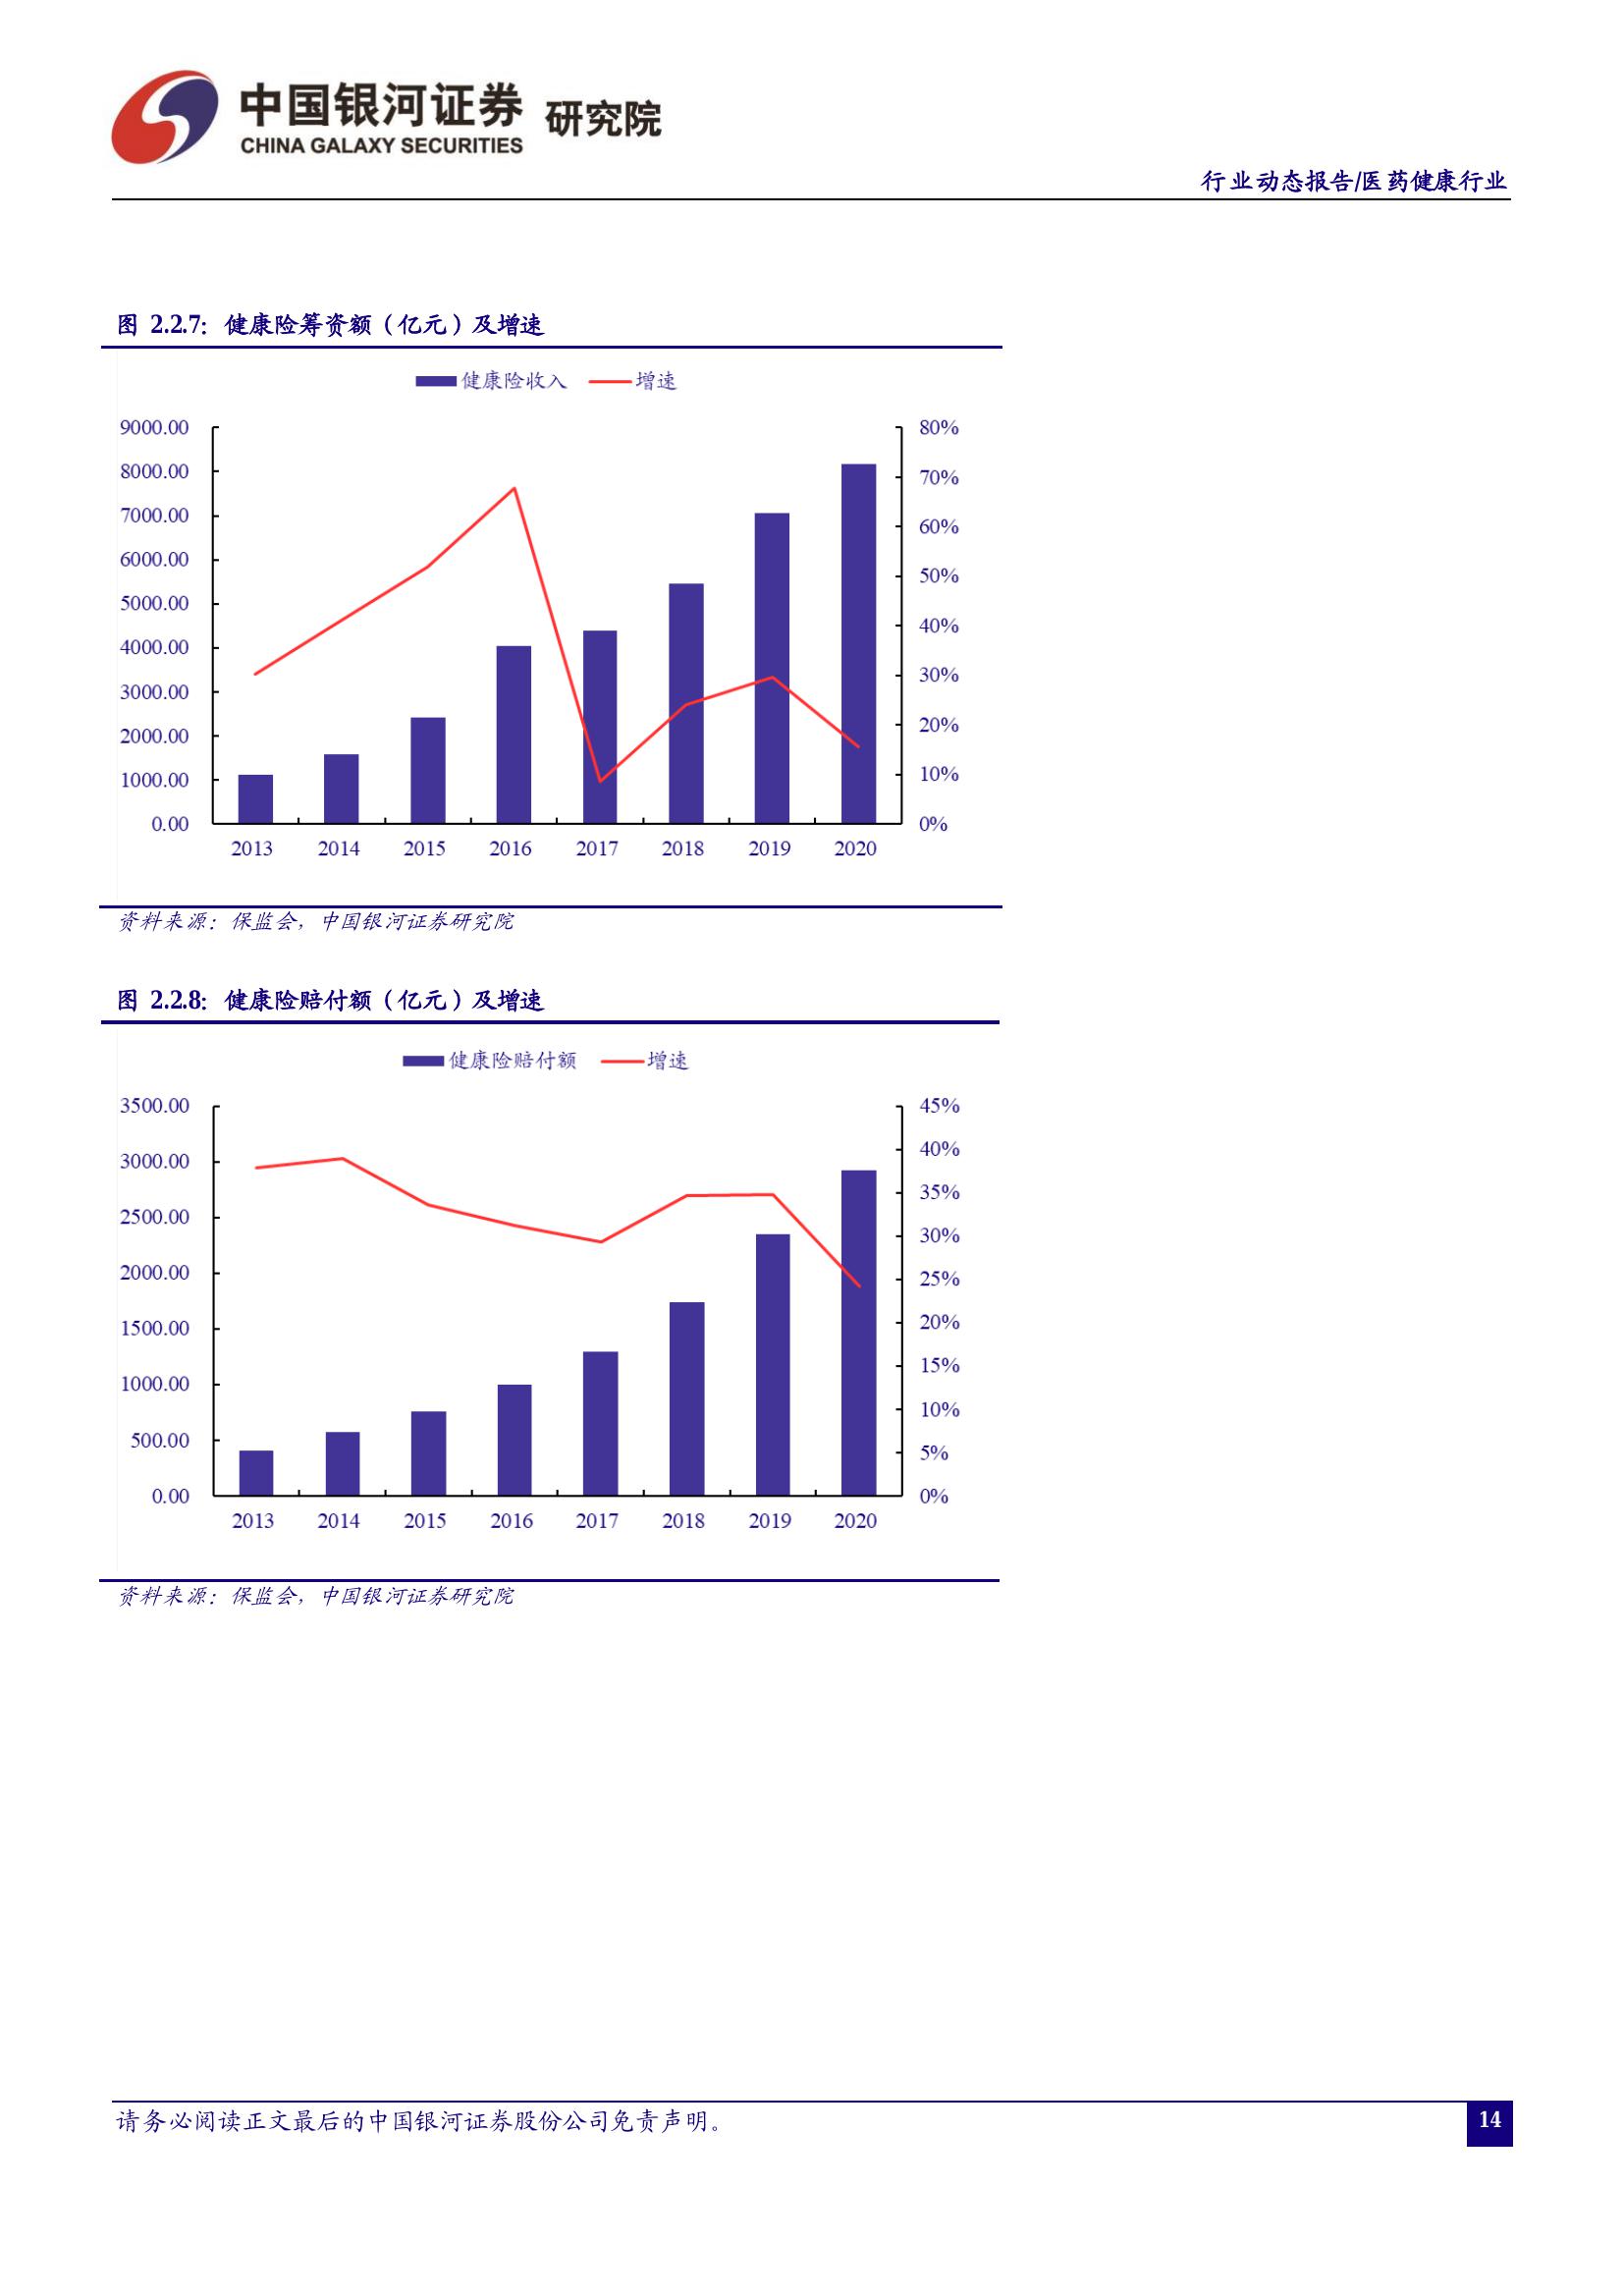 中国银河证券 研究院
CHINA GALAXY SECURITIES
行业动态报告/医药健康行业
图 2.2.7：健康险筹资额（亿元）及增速
健康险收入 增速
9000.00 80%
8000.00 70%
7000.00 60%
6000.00 50%
5000.00 40%
4000.00 30%
3000.00 20%
2000.00 10%
1000.00 0%
0.00
2013 2014 2015 2016 2017 2018 2019 2020
资料来源：保监会，中国银河证券研究院
图 2.2.8：健康险赔付额（亿元）及增速
健康险赔付额 增速
3500.00 45%
3000.00 40%
2500.00 35%
2000.00 30%
1500.00 25%
1000.00 20%
500.00 15%
0.00 10%
5%
0%
2013 2014 2015 2016 2017 2018 2019 2020
资料来源：保监会，中国银河证券研究院
请务必阅读正文最后的中国银河证券股份公司免责声明。
14